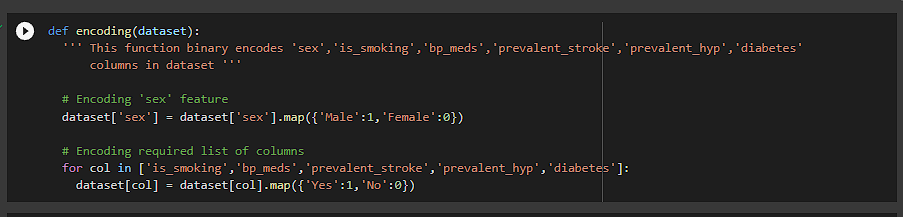 def encoding(dataset):
  ''' This function binary encodes 'sex','is_smoking','bp_meds','prevalent_stroke','prevalent_hyp','diabetes'
      columns in dataset '''
  # Encoding 'sex' feature
  dataset['sex'] = dataset['sex'].map({'Male':1,'Female':0})
  # Encoding required list of columns
  for col in ['is_smoking','bp_meds','prevalent_stroke','prevalent_hyp','diabetes']:
    dataset[col] = dataset[col].map({'Yes':1,'No':0})